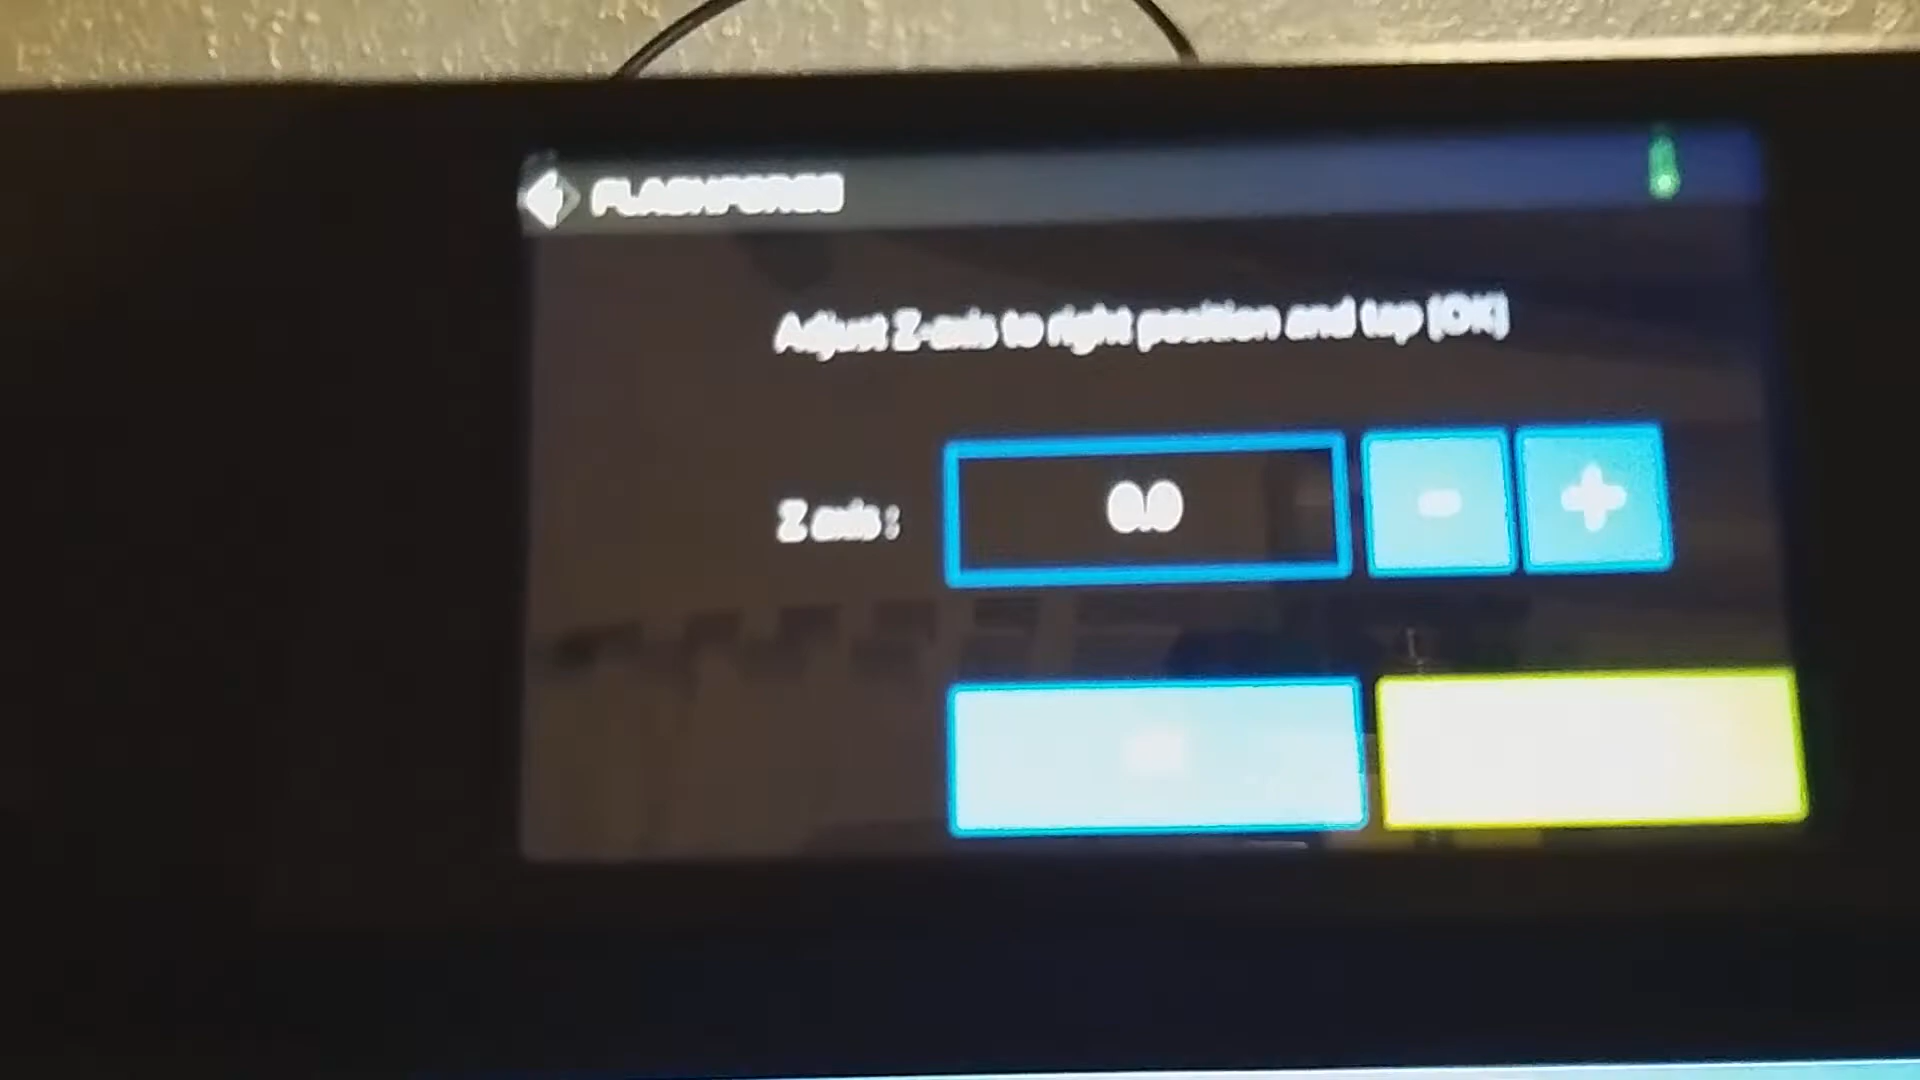 FLASHFORGE
Adjust Z-axis to right position and tap [OK]
Z axis :
0.0
- +